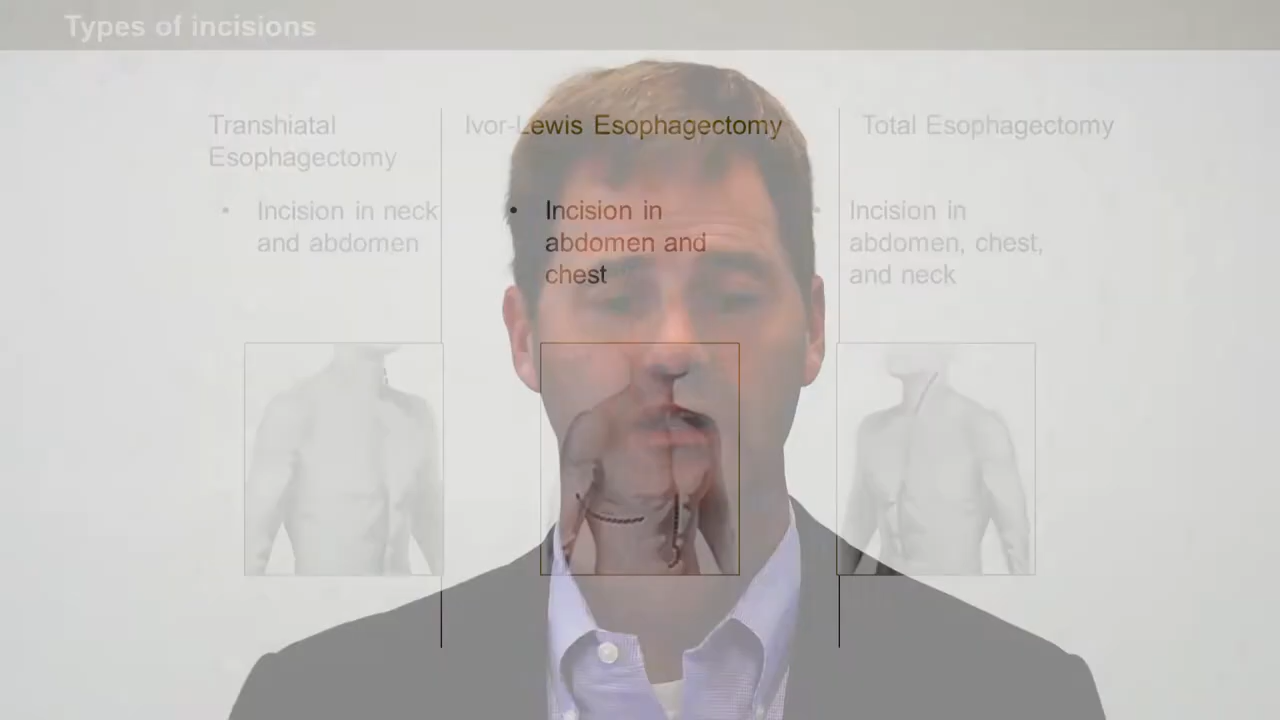 Types of incisions
Transhiatal
Esophagectomy
• Incision in neck
and abdomen
Ivor-Lewis Esophagectomy
• Incision in
abdomen and
chest
Total Esophagectomy
• Incision in
abdomen, chest,
and neck